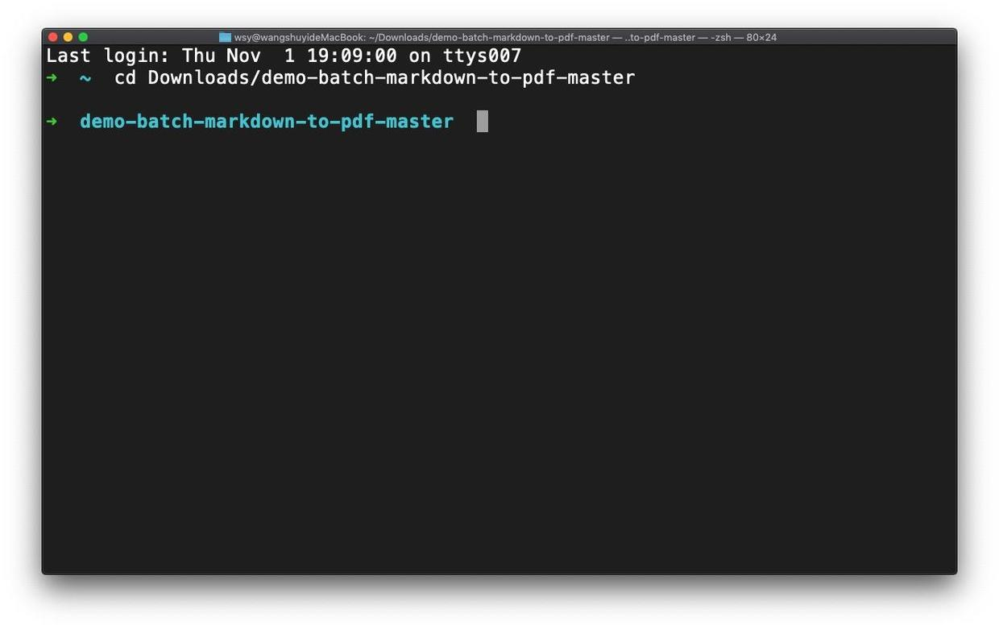 wsy@wangshuyideMacBook: ~/Downloads/demo-batch-markdown-to-pdf-master — ..to-pdf-master — -zsh — 80×24
Last login: Thu Nov  1 19:09:00 on ttys007
➜  ~  cd Downloads/demo-batch-markdown-to-pdf-master
➜  demo-batch-markdown-to-pdf-master